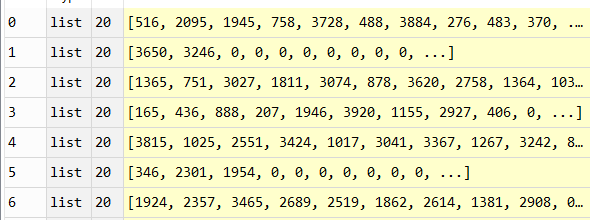 0 list 20 [516, 2095, 1945, 758, 3728, 488, 3884, 276, 483, 370, ...
1 list 20 [3650, 3246, 0, 0, 0, 0, 0, 0, 0, 0, ...]
2 list 20 [1365, 751, 3027, 1811, 3074, 878, 3620, 2758, 1364, 103...
3 list 20 [165, 436, 888, 207, 1946, 3920, 1155, 2927, 406, 0, ...]
4 list 20 [3815, 1025, 2551, 3424, 1017, 3041, 3367, 1267, 3242, 8...
5 list 20 [346, 2301, 1954, 0, 0, 0, 0, 0, 0, 0, ...]
6 list 20 [1924, 2357, 3465, 2689, 2519, 1862, 2614, 1381, 2908, 0...